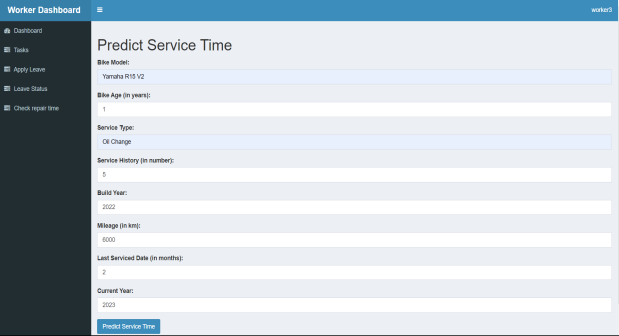 Worker Dashboard
worker3
Dashboard
Tasks
Apply Leave
Leave Status
Check repair time
Predict Service Time
Bike Model:
Yamaha R15 V2
Bike Age (in years):
1
Service Type:
Oil Change
Service History (in number):
5
Build Year:
2022
Mileage (in km):
6000
Last Serviced Date (in months):
2
Current Year:
2023
Predict Service Time